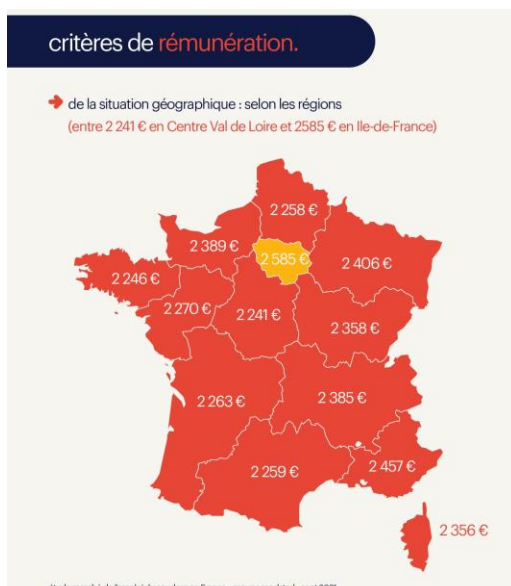 critères de rémunération.
de la situation géographique : selon les régions
(entre 2 241 € en Centre Val de Loire et 2585 € en Ile-de-France)
2 258 €
2 389 €
2 585 €
2 406 €
2 246 €
2 270 €
2 241 €
2 358 €
2 263 €
2 385 €
2 259 €
2 457 €
2 356 €